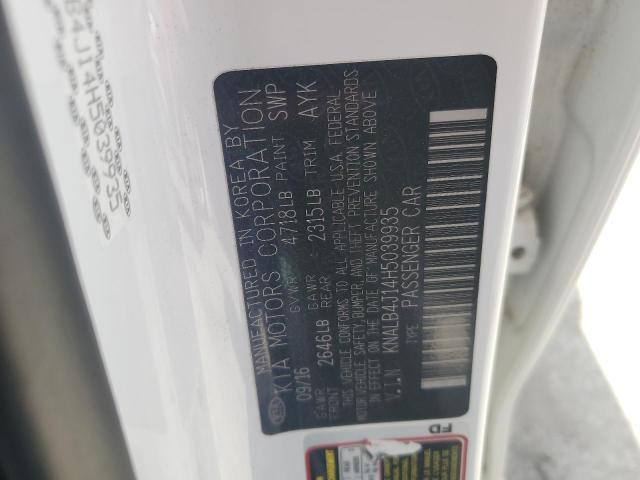 MANUFACTURED IN KOREA BY
KIA MOTORS CORPORATION
09/16 GVWR 4718LB PAINT SWP
GAWR FRONT 2646LB GAWR REAR 2315LB TRIM AYK
THIS VEHICLE CONFORMS TO ALL APPLICABLE U.S.A. FEDERAL
MOTOR VEHICLE SAFETY, BUMPER, AND THEFT PREVENTION STANDARDS
IN EFFECT ON THE DATE OF MANUFACTURE SHOWN ABOVE
V.I.N. KNALB4J14H5039935
TYPE: PASSENGER CAR
B4J14H5039935